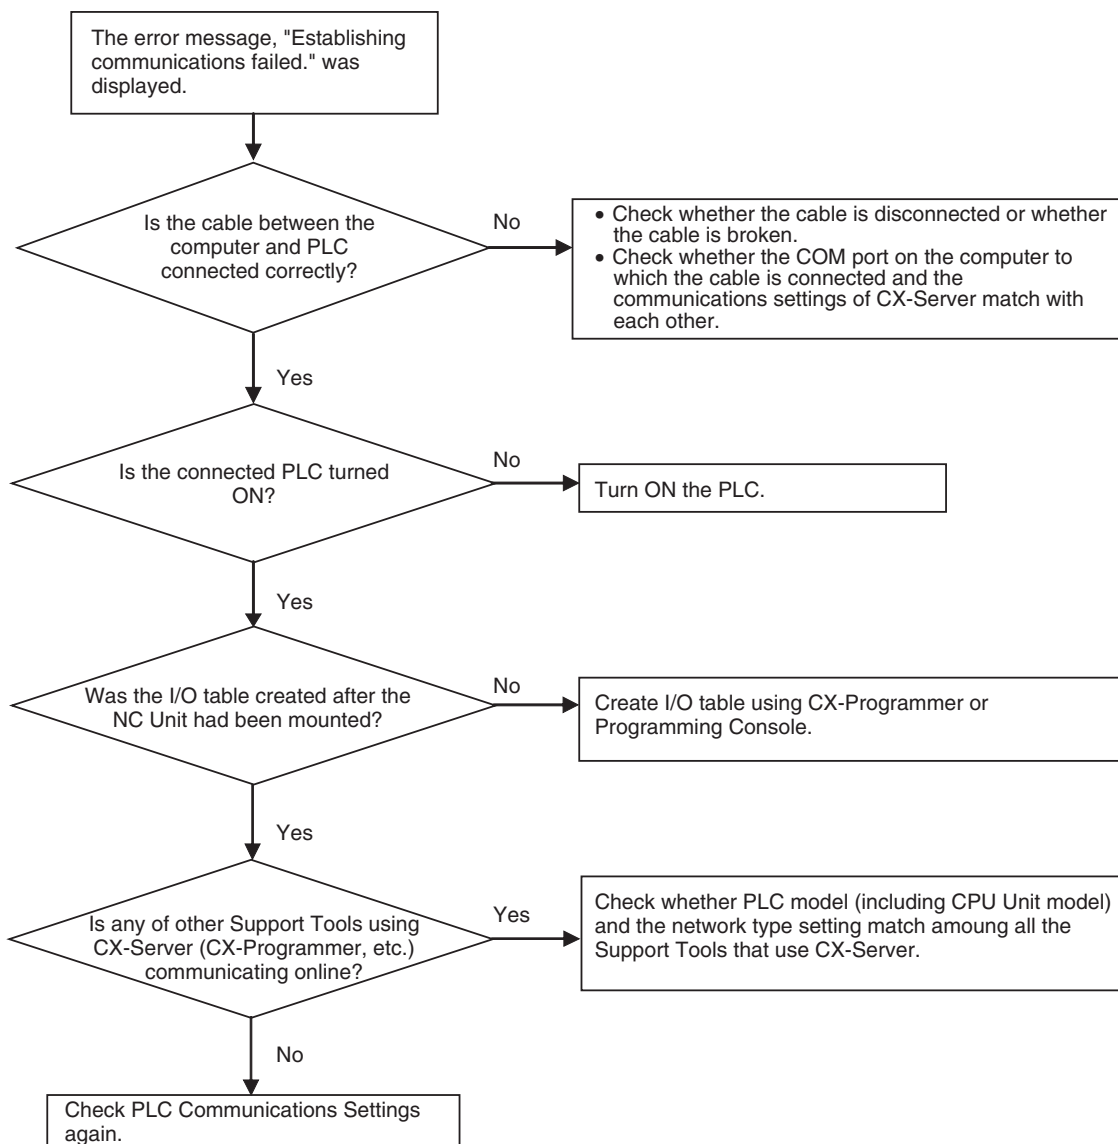 The error message, "Establishing
communications failed." was
displayed.
Is the cable between the
computer and PLC
connected correctly?
No
• Check whether the cable is disconnected or whether
the cable is broken.
• Check whether the COM port on the computer to
which the cable is connected and the
communications settings of CX-Server match with
each other.
Yes
Is the connected PLC turned
ON?
No
Turn ON the PLC.
Yes
Was the I/O table created after the
NC Unit had been mounted?
No
Create I/O table using CX-Programmer or
Programming Console.
Yes
Is any of other Support Tools using
CX-Server (CX-Programmer, etc.)
communicating online?
Yes
Check whether PLC model (including CPU Unit model)
and the network type setting match amoung all the
Support Tools that use CX-Server.
No
Check PLC Communications Settings
again.